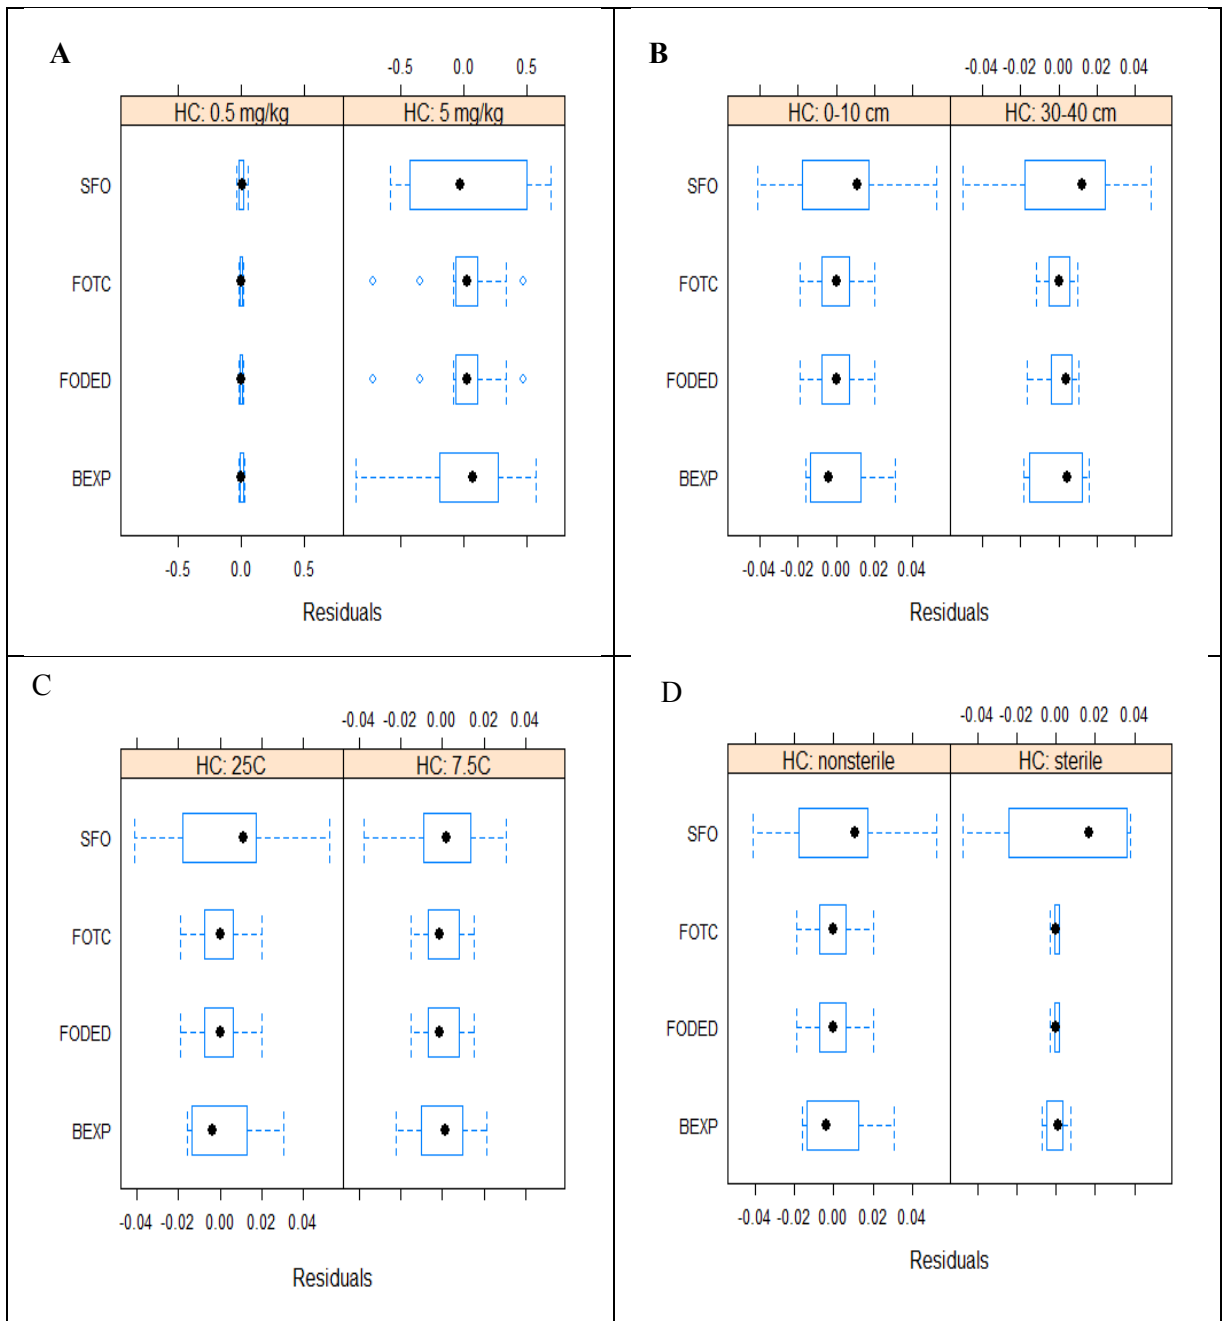 A
-0.5 0.0 0.5
HC: 0.5 mg/kg HC: 5 mg/kg
SFO
FOTC
FODED
BEXP
-0.5 0.0 0.5
Residuals
B
-0.04 -0.02 0.00 0.02 0.04
HC: 0-10 cm HC: 30-40 cm
SFO
FOTC
FODED
BEXP
-0.04 -0.02 0.00 0.02 0.04
Residuals
C
-0.04 -0.02 0.00 0.02 0.04
HC: 25C HC: 7.5C
SFO
FOTC
FODED
BEXP
-0.04 -0.02 0.00 0.02 0.04
Residuals
D
-0.04 -0.02 0.00 0.02 0.04
HC: nonsterile HC: sterile
SFO
FOTC
FODED
BEXP
-0.04 -0.02 0.00 0.02 0.04
Residuals